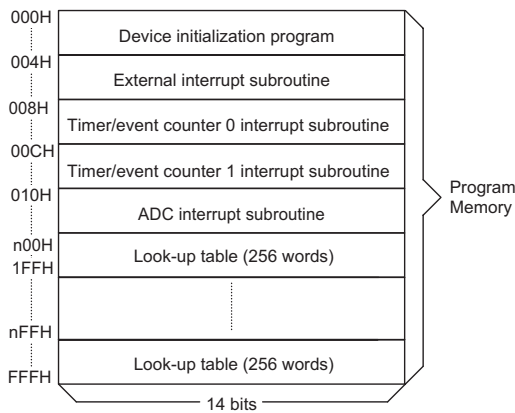 000H
Device initialization program
004H
External interrupt subroutine
008H
Timer/event counter 0 interrupt subroutine
00CH
Timer/event counter 1 interrupt subroutine
010H
ADC interrupt subroutine
n00H
Look-up table (256 words)
1FFH
nFFH
Look-up table (256 words)
FFFH
14 bits
Program
Memory